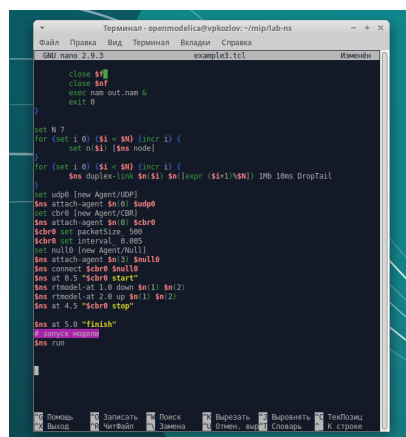 Терминал - openmodelica@vpkozlov: ~/mip/lab-ns
Файл Правка Вид Терминал Вкладки Справка
GNU nano 2.9.3 example3.tcl Изменён
close $f
close $nf
exec nam out.nam &
exit 0
}
set N 7
for {set i 0} {$i < $N} {incr i} {
set n($i) [$ns node]
}
for {set i 0} {$i < $N} {incr i} {
$ns duplex-link $n($i) $n([expr ($i+1)%$N]) 1Mb 10ms DropTail
}
set udp0 [new Agent/UDP]
$ns attach-agent $n(0) $udp0
set cbr0 [new Agent/CBR]
$ns attach-agent $n(0) $cbr0
$cbr0 set packetSize_ 500
$cbr0 set interval_ 0.005
set null0 [new Agent/Null]
$ns attach-agent $n(3) $null0
$ns connect $cbr0 $null0
$ns at 0.5 "$cbr0 start"
$ns rtmodel-at 1.0 down $n(1) $n(2)
$ns rtmodel-at 2.0 up $n(1) $n(2)
$ns at 4.5 "$cbr0 stop"
$ns at 5.0 "finish"
# запуск модели
$ns run
^G Помощь ^O Записать ^W Поиск ^K Вырезать ^J Выровнять ^C ТекПозиц
^X Выход ^R ЧитФайл ^\ Замена ^U Отмен. выр ^T Словарь ^_ К строке